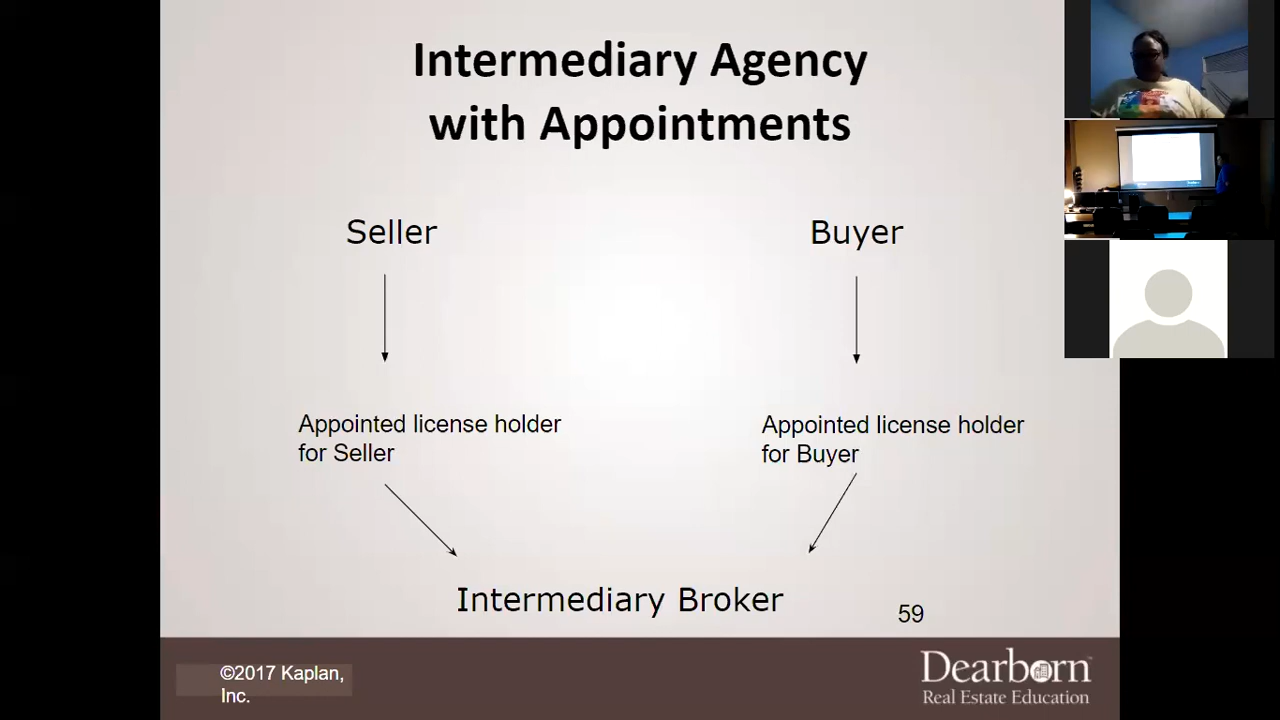 Intermediary Agency
with Appointments
Seller
Buyer
Appointed license holder
for Seller
Appointed license holder
for Buyer
Intermediary Broker
59
©2017 Kaplan,
Inc.
Dearborn™
Real Estate Education